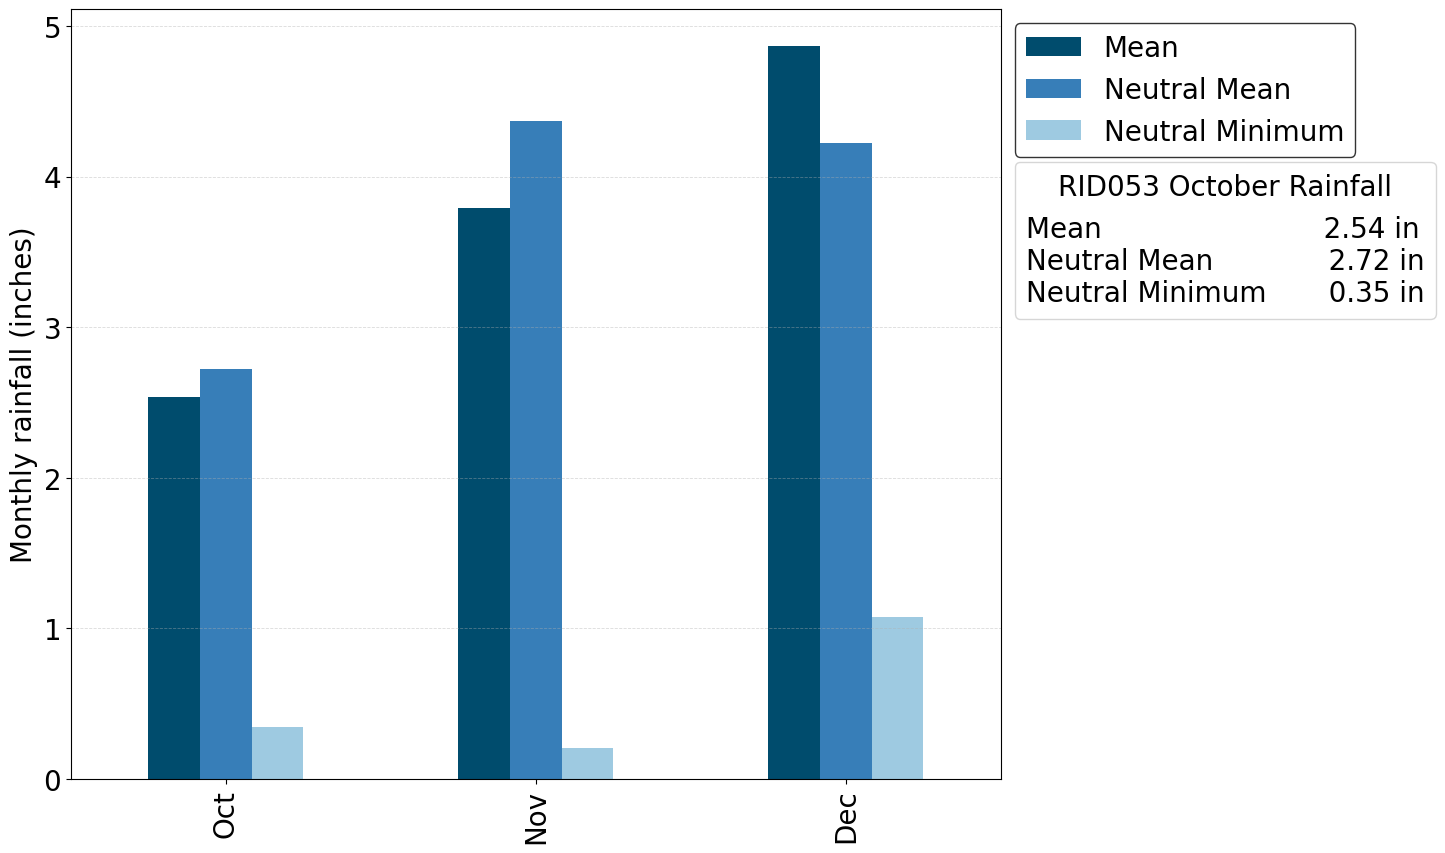 5
4
3
2
1
0
Monthly rainfall (inches)
Oct
Nov
Dec
Mean
Neutral Mean
Neutral Minimum
RID053 October Rainfall
Mean 2.54 in
Neutral Mean 2.72 in
Neutral Minimum 0.35 in